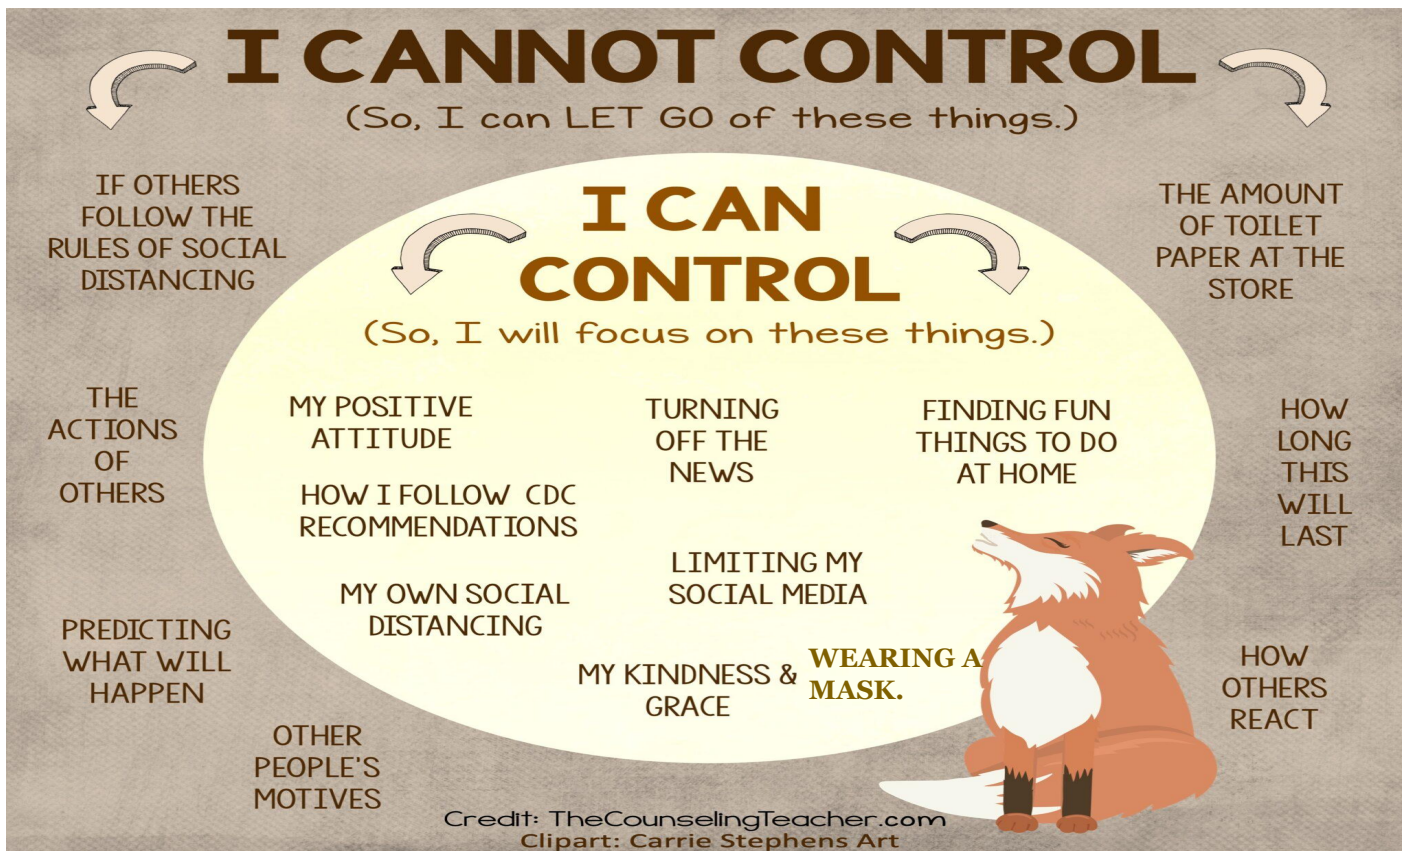 I CANNOT CONTROL
(So, I can LET GO of these things.)
IF OTHERS
FOLLOW THE
RULES OF SOCIAL
DISTANCING
THE AMOUNT
OF TOILET
PAPER AT THE
STORE
I CAN
CONTROL
(So, I will focus on these things.)
THE
ACTIONS
OF
OTHERS
MY POSITIVE
ATTITUDE
TURNING
OFF THE
NEWS
FINDING FUN
THINGS TO DO
AT HOME
HOW
LONG
THIS
WILL
LAST
HOW I FOLLOW CDC
RECOMMENDATIONS
LIMITING MY
SOCIAL MEDIA
MY OWN SOCIAL
DISTANCING
PREDICTING
WHAT WILL
HAPPEN
MY KINDNESS &
GRACE
WEARING A
MASK.
HOW
OTHERS
REACT
OTHER
PEOPLE'S
MOTIVES
Credit: TheCounselingTeacher.com
Clipart: Carrie Stephens Art